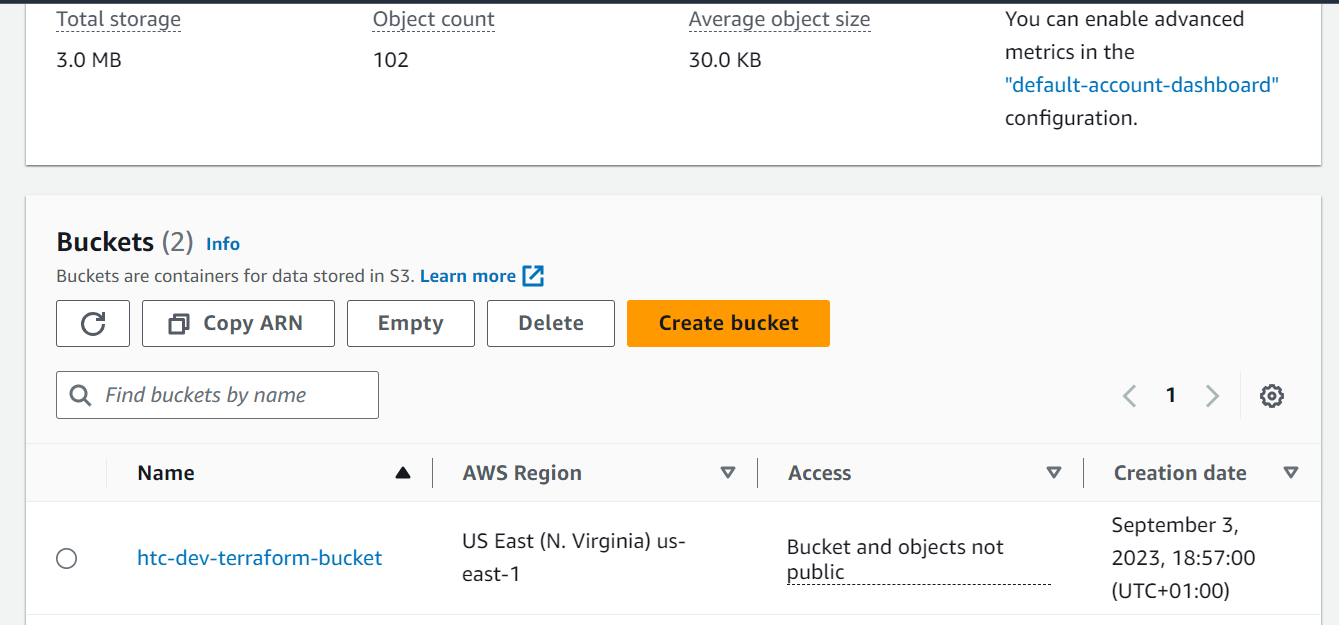 Total storage
3.0 MB
Object count
102
Average object size
30.0 KB
You can enable advanced
metrics in the
"default-account-dashboard"
configuration.
Buckets (2) Info
Buckets are containers for data stored in S3. Learn more
Copy ARN Empty Delete Create bucket
Find buckets by name
1
Name AWS Region Access Creation date
htc-dev-terraform-bucket
US East (N. Virginia) us-
east-1
Bucket and objects not
public
September 3,
2023, 18:57:00
(UTC+01:00)